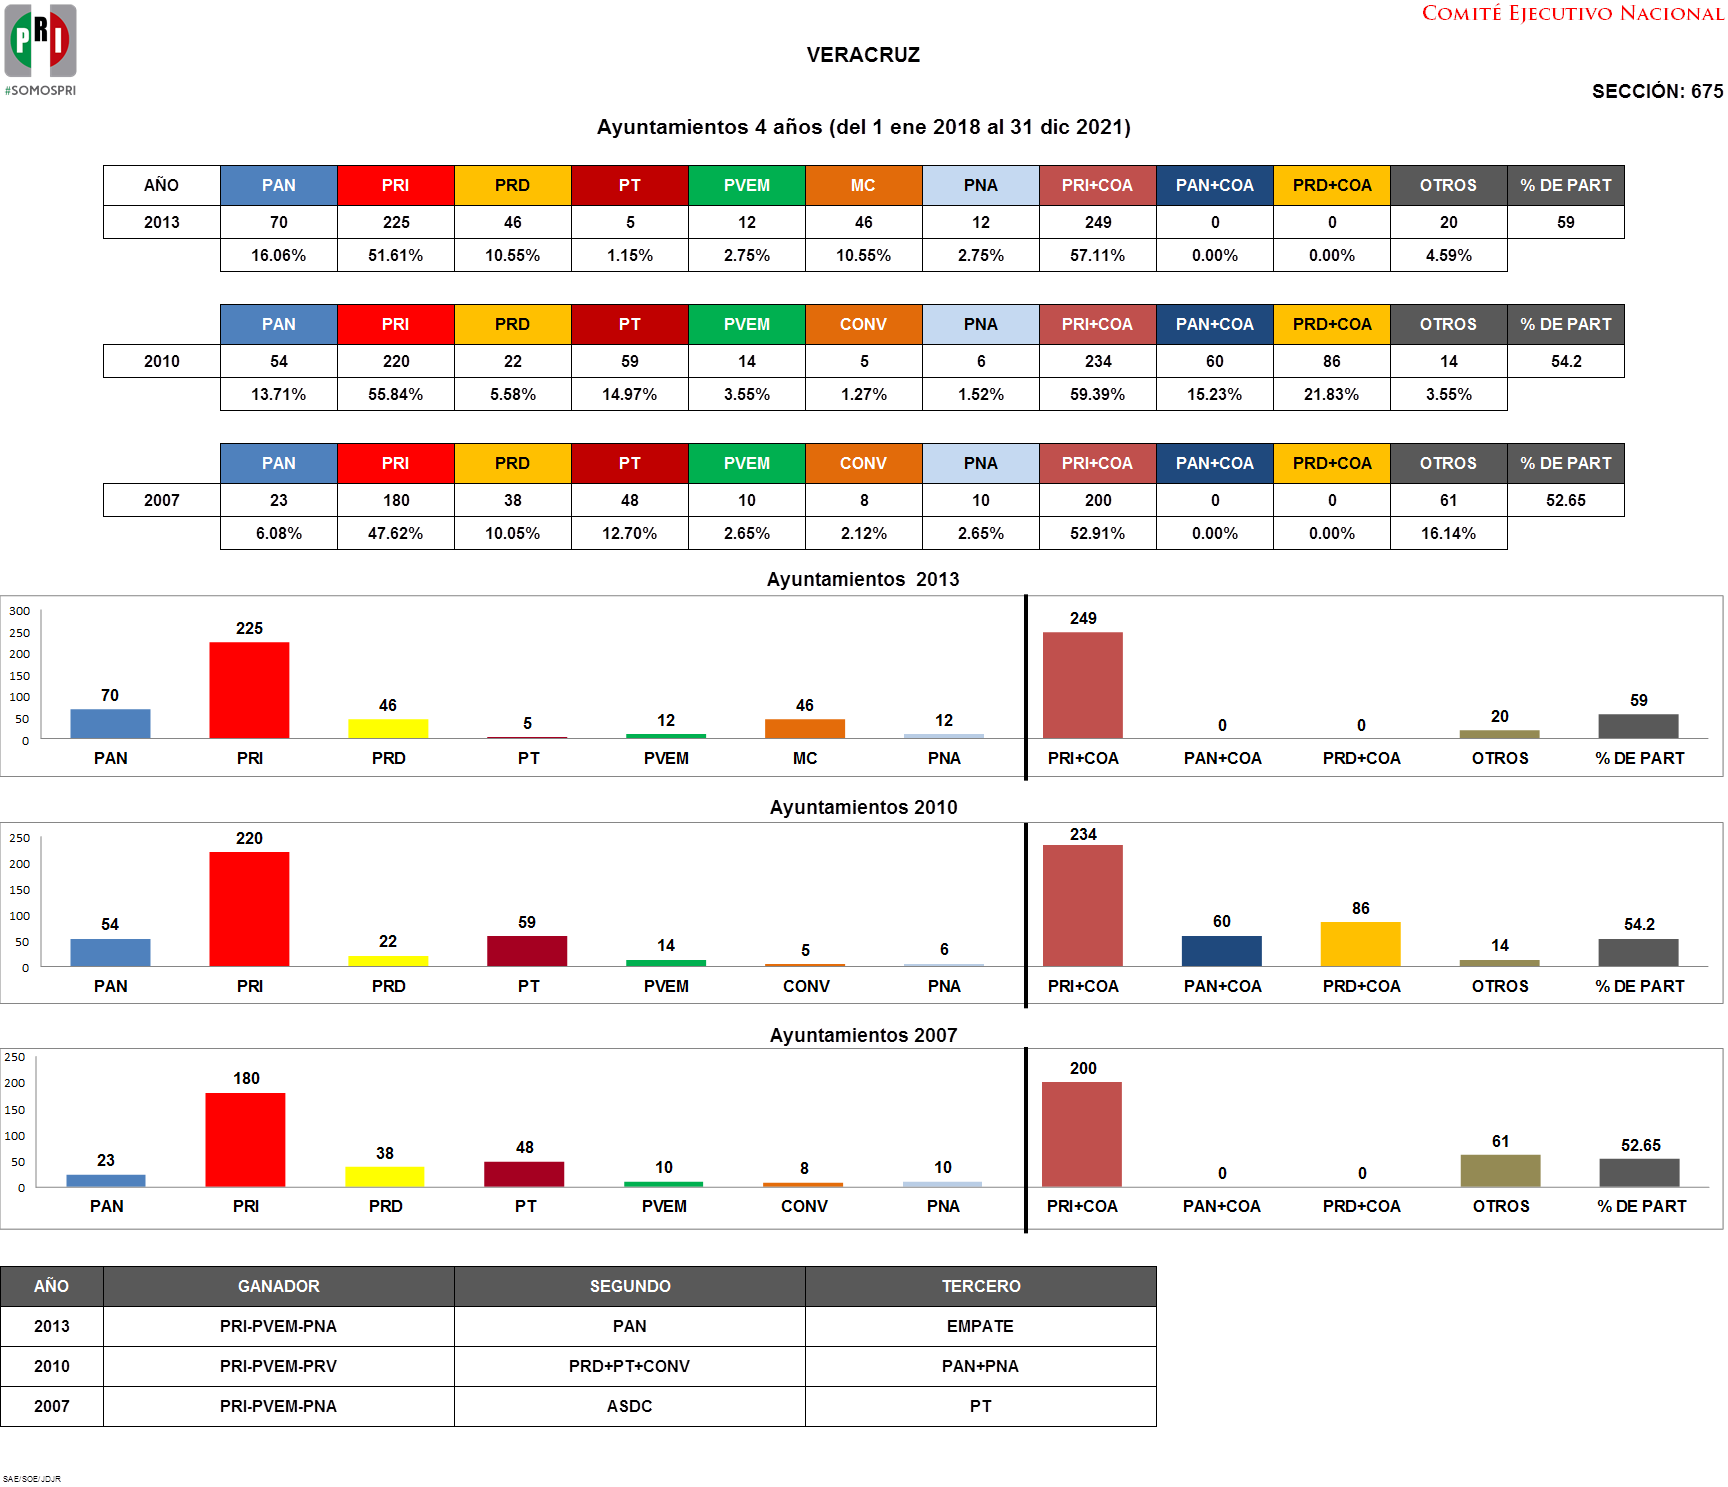 PRI
#SOMOSPRI
COMITÉ EJECUTIVO NACIONAL
VERACRUZ
SECCIÓN: 675
Ayuntamientos 4 años (del 1 ene 2018 al 31 dic 2021)
AÑO PAN PRI PRD PT PVEM MC PNA PRI+COA PAN+COA PRD+COA OTROS % DE PART
2013 70 225 46 5 12 46 12 249 0 0 20 59
16.06% 51.61% 10.55% 1.15% 2.75% 10.55% 2.75% 57.11% 0.00% 0.00% 4.59%
PAN PRI PRD PT PVEM CONV PNA PRI+COA PAN+COA PRD+COA OTROS % DE PART
2010 54 220 22 59 14 5 6 234 60 86 14 54.2
13.71% 55.84% 5.58% 14.97% 3.55% 1.27% 1.52% 59.39% 15.23% 21.83% 3.55%
PAN PRI PRD PT PVEM CONV PNA PRI+COA PAN+COA PRD+COA OTROS % DE PART
2007 23 180 38 48 10 8 10 200 0 0 61 52.65
6.08% 47.62% 10.05% 12.70% 2.65% 2.12% 2.65% 52.91% 0.00% 0.00% 16.14%
Ayuntamientos 2013
300
250
200
150
100
50
0
70 225 46 5 12 46 12 249 0 0 20 59
PAN PRI PRD PT PVEM MC PNA PRI+COA PAN+COA PRD+COA OTROS % DE PART
Ayuntamientos 2010
250
200
150
100
50
0
54 220 22 59 14 5 6 234 60 86 14 54.2
PAN PRI PRD PT PVEM CONV PNA PRI+COA PAN+COA PRD+COA OTROS % DE PART
Ayuntamientos 2007
250
200
150
100
50
0
23 180 38 48 10 8 10 200 0 0 61 52.65
PAN PRI PRD PT PVEM CONV PNA PRI+COA PAN+COA PRD+COA OTROS % DE PART
AÑO GANADOR SEGUNDO TERCERO
2013 PRI-PVEM-PNA PAN EMPATE
2010 PRI-PVEM-PRV PRD+PT+CONV PAN+PNA
2007 PRI-PVEM-PNA ASDC PT
SAE/SOE/JDJR